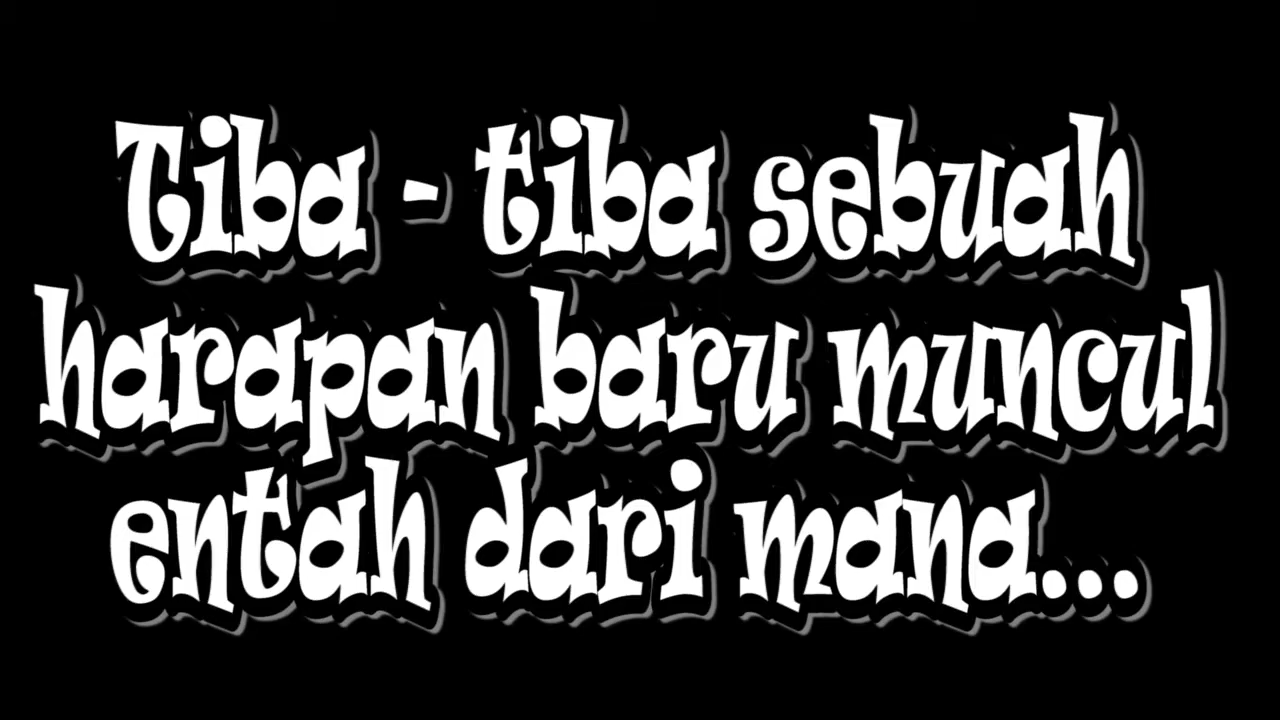 Tiba - tiba sebuah
harapan baru muncul
entah dari mana...